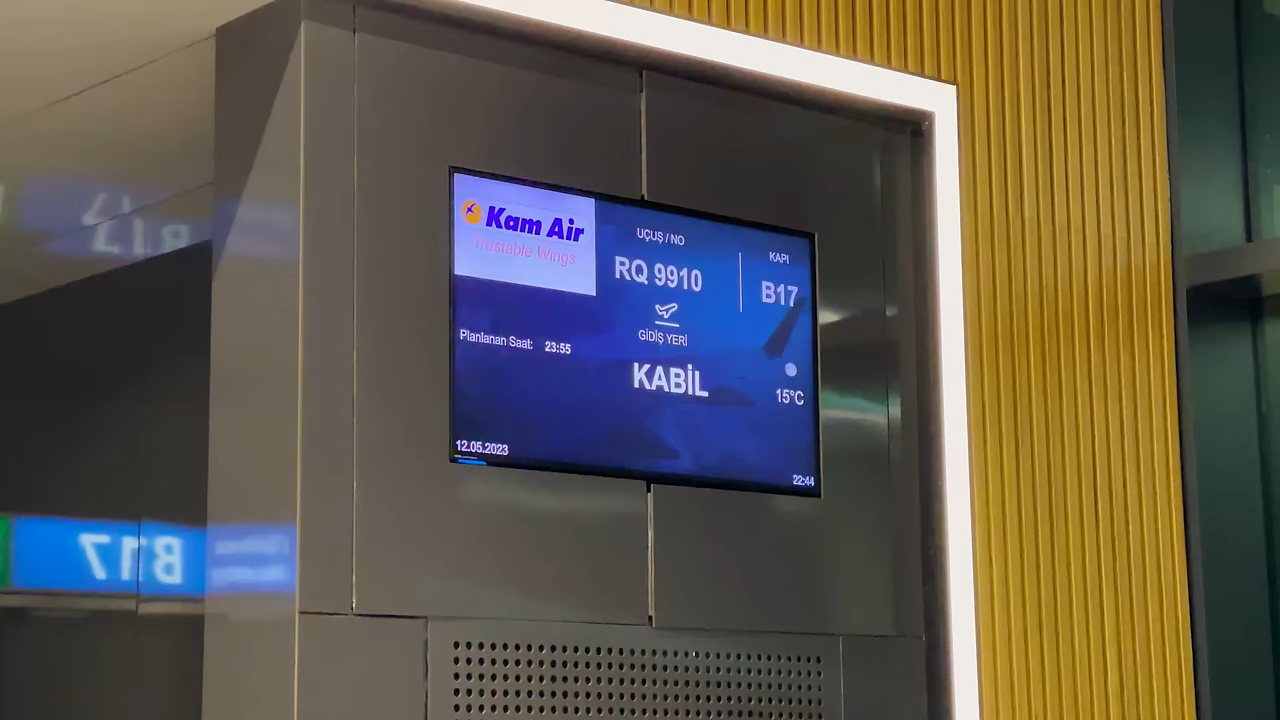 Kam Air
Trustable Wings
UÇUŞ / NO
RQ 9910
KAPI
B17
GİDİŞ YERİ
KABİL
Planlanan Saat: 23:55
15°C
12.05.2023
22:44
B17
B17